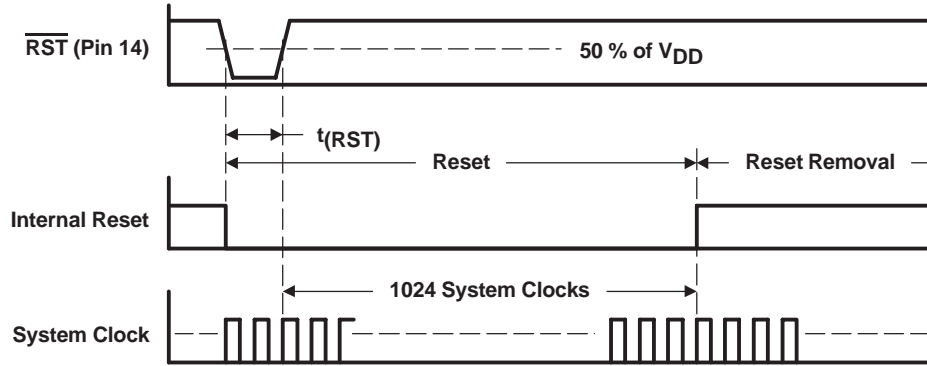 RST (Pin 14)
50 % of VDD
t(RST)
Reset
Reset Removal
Internal Reset
1024 System Clocks
System Clock